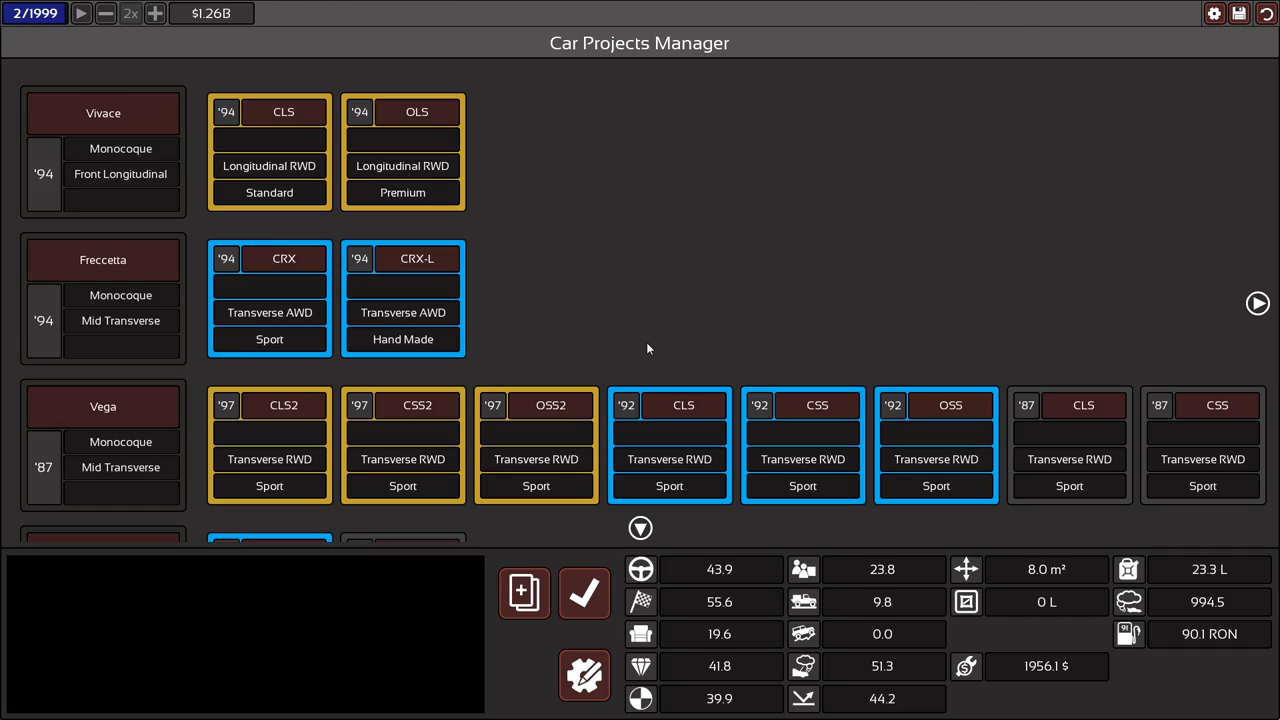 2/1999 2x $1.26B
Car Projects Manager
Vivace
'94
Monocoque
Front Longitudinal
'94 CLS
Longitudinal RWD
Standard
'94 OLS
Longitudinal RWD
Premium
Freccetta
'94
Monocoque
Mid Transverse
'94 CRX
Transverse AWD
Sport
'94 CRX-L
Transverse AWD
Hand Made
Vega
'87
Monocoque
Mid Transverse
'97 CLS2
Transverse RWD
Sport
'97 CSS2
Transverse RWD
Sport
'97 OSS2
Transverse RWD
Sport
'92 CLS
Transverse RWD
Sport
'92 CSS
Transverse RWD
Sport
'92 OSS
Transverse RWD
Sport
'87 CLS
Transverse RWD
Sport
'87 CSS
Transverse RWD
Sport
43.9 23.8 8.0 m² 23.3 L
55.6 9.8 0 L 994.5
19.6 0.0 91 90.1 RON
41.8 51.3 1956.1 $
39.9 44.2